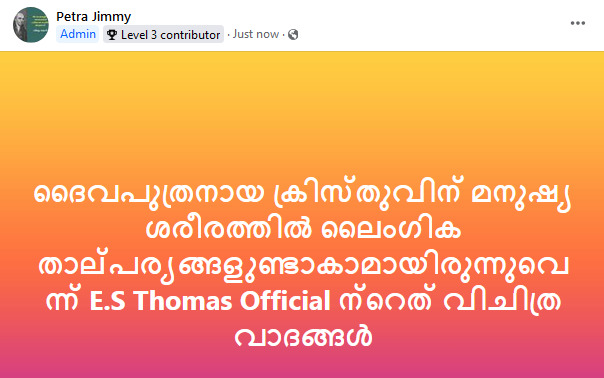 Petra Jimmy
Admin Level 3 contributor · Just now ·
ദൈവപുത്രനായ ക്രിസ്തുവിന് മനുഷ്യ
ശരീരത്തിൽ ലൈംഗിക
താല്പര്യങ്ങളുണ്ടാകാമായിരുന്നുവെ
ന്ന് E.S Thomas Official ന്റെത് വിചിത്ര
വാദങ്ങൾ